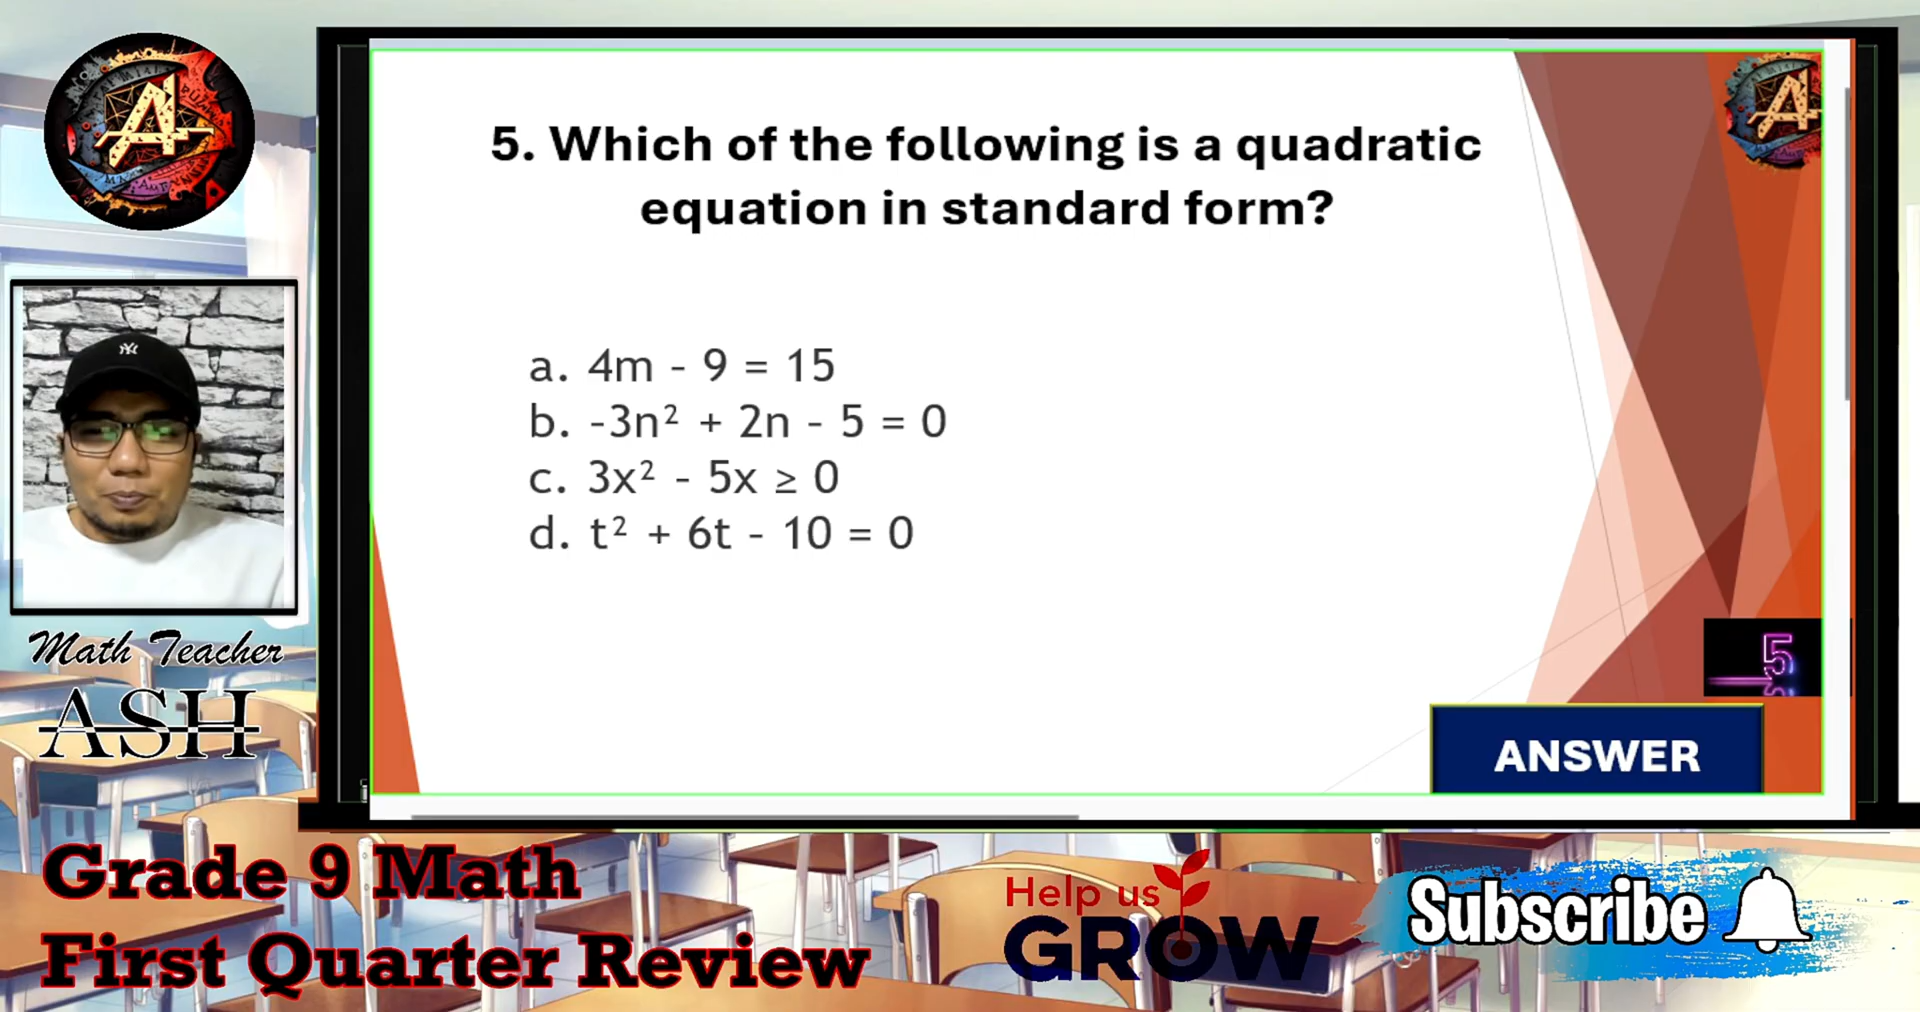 5. Which of the following is a quadratic
equation in standard form?
a. 4m - 9 = 15
b. -3n² + 2n - 5 = 0
c. 3x² - 5x ≥ 0
d. t² + 6t - 10 = 0
5
ANSWER
Math Teacher
ASH
Grade 9 Math
First Quarter Review
Help us
GROW
Subscribe